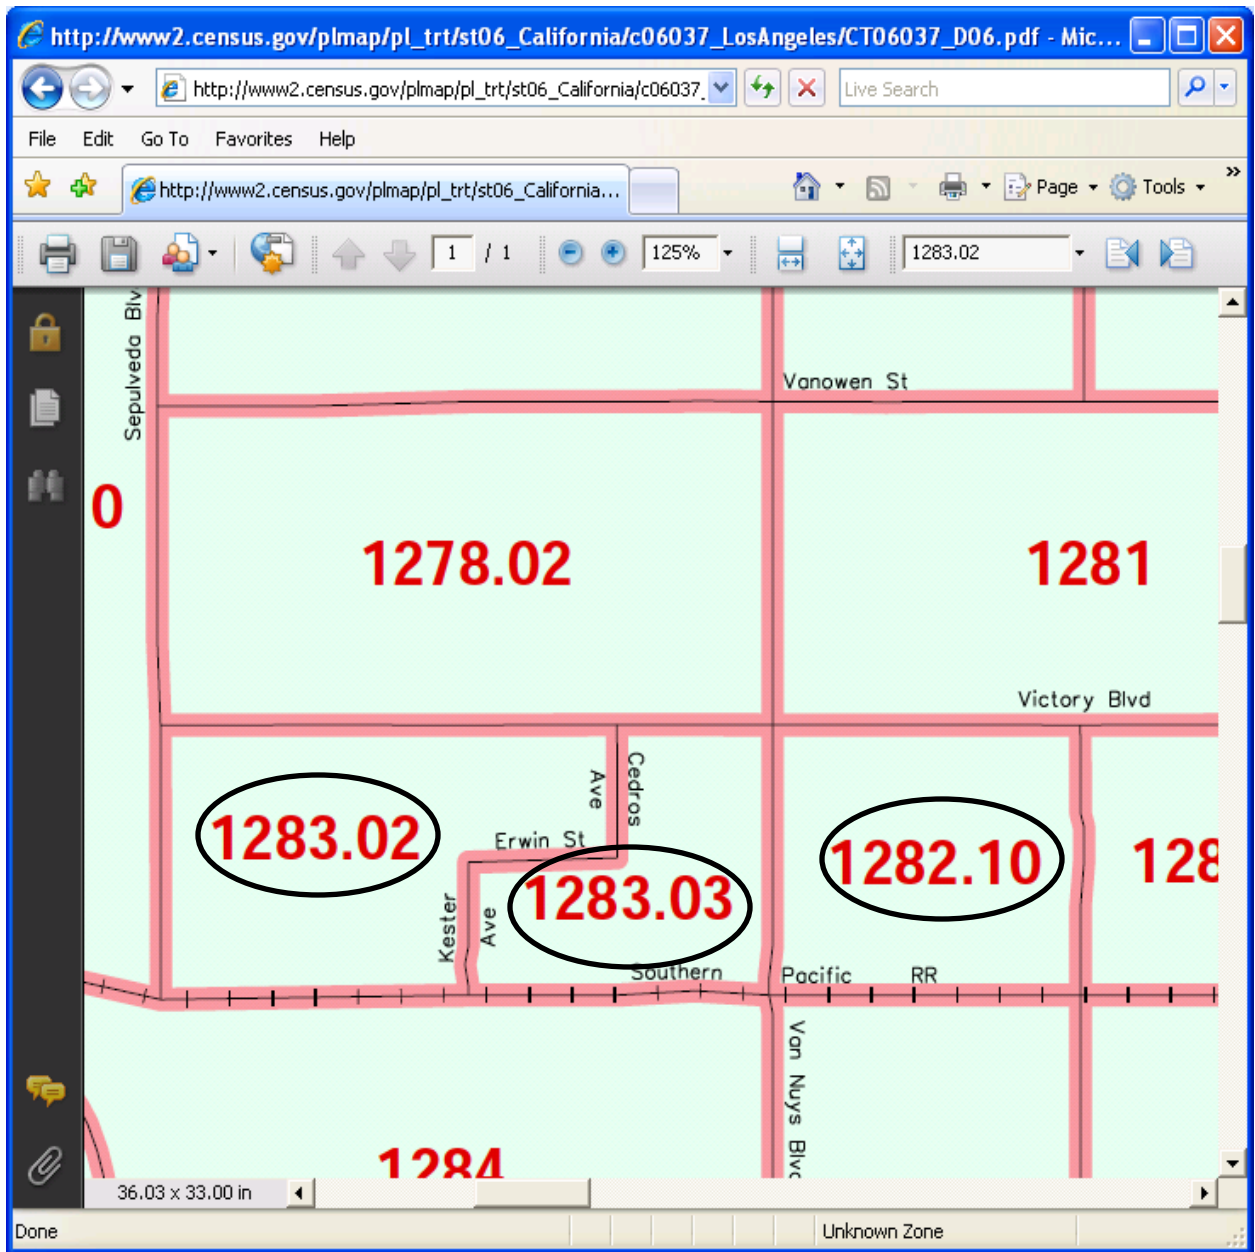 http://www2.census.gov/plmap/pl_trt/st06_California/c06037_LosAngeles/CT06037_D06.pdf - Mic...
http://www2.census.gov/plmap/pl_trt/st06_California/c06037_
Live Search
File Edit Go To Favorites Help
http://www2.census.gov/plmap/pl_trt/st06_California...
Page Tools »
1 / 1 125% 1283.02
Sepulveda Blv
Vanowen St
0
1278.02
1281
Victory Blvd
Cedros
Ave
1283.02
Erwin St
1282.10
128
1283.03
Kester
Ave
Southern Pacific RR
Van Nuys Blvd
1284
36.03 x 33.00 in
Done
Unknown Zone